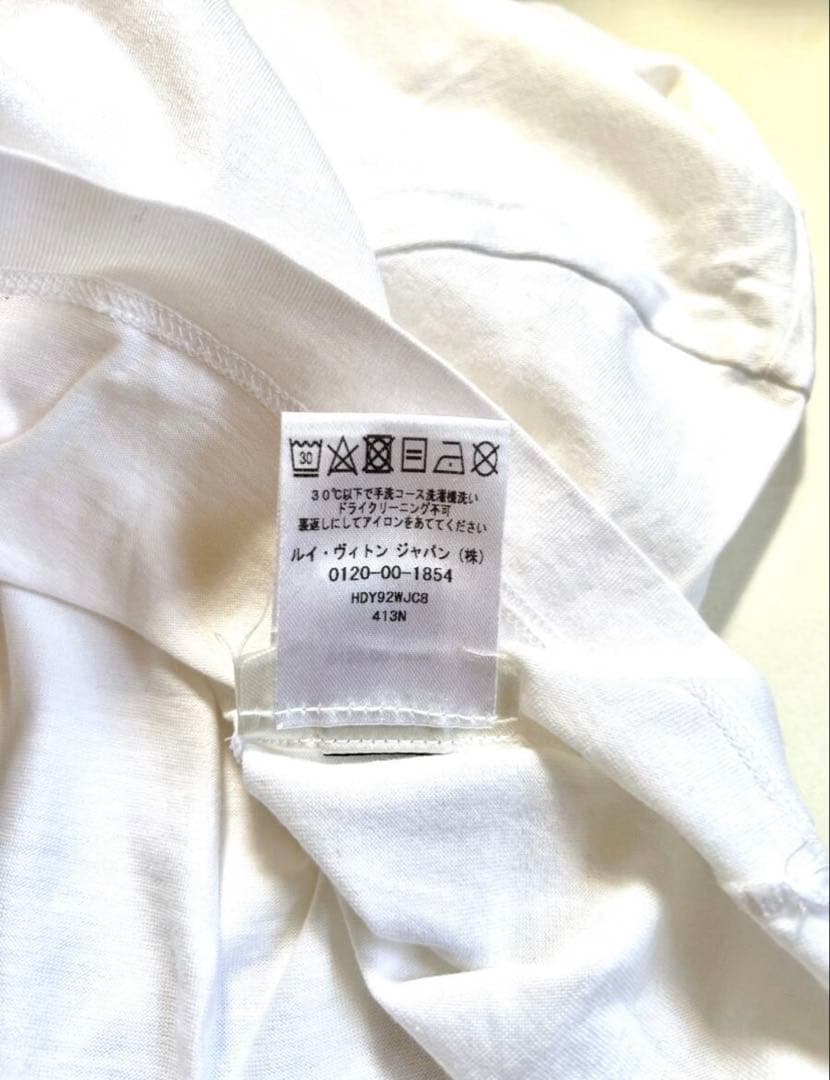 30
30℃以下で手洗コース洗濯機洗い
ドライクリーニング不可
裏返しにしてアイロンをあててください
ルイ・ヴィトン ジャパン (株)
0120-00-1854
HDY92WJC8
413N